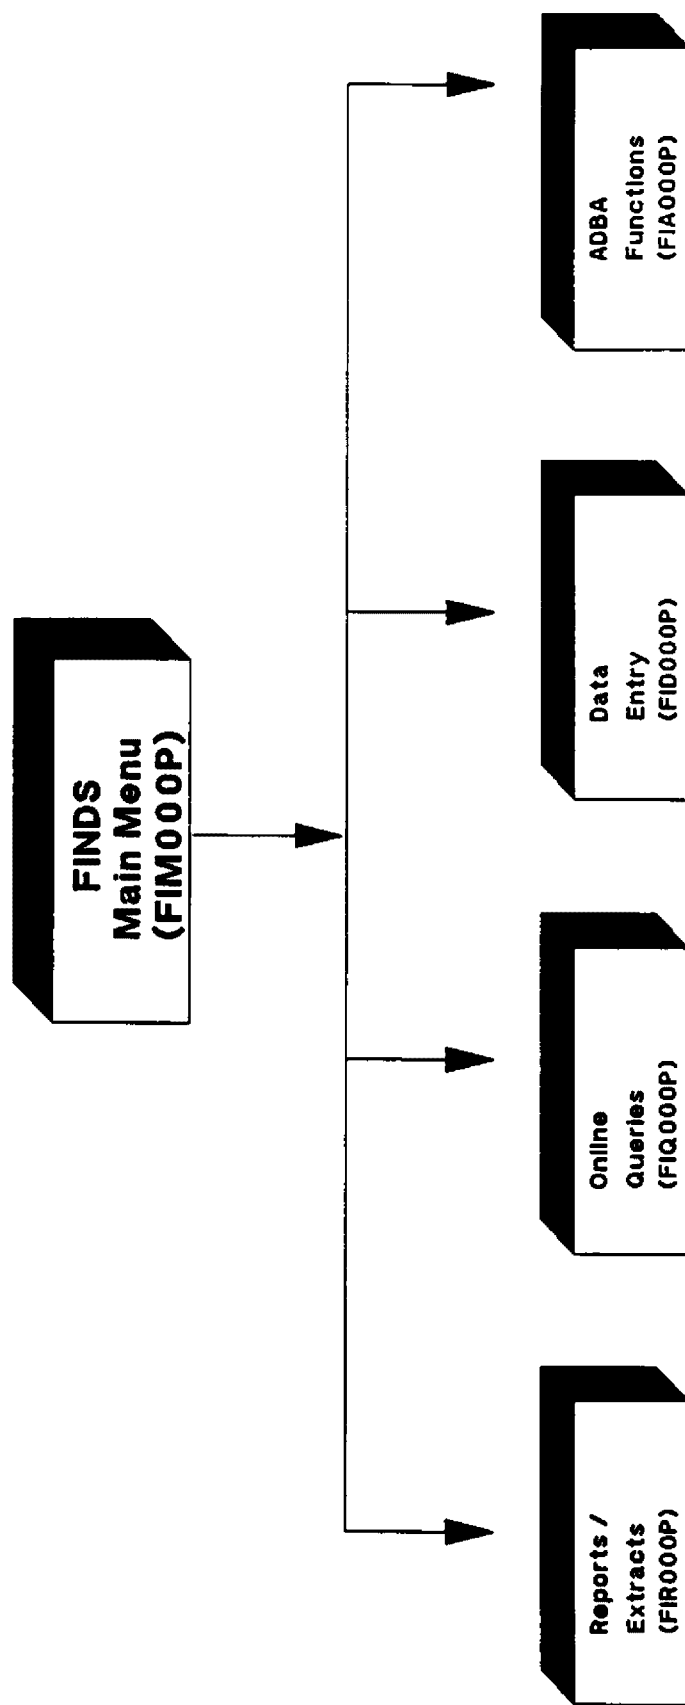 FINDS
Main Menu
(FIM000P)
Reports /
Extracts
(FIR000P)
Online
Queries
(FIQ000P)
Data
Entry
(FID000P)
ADBA
Functions
(FIA000P)